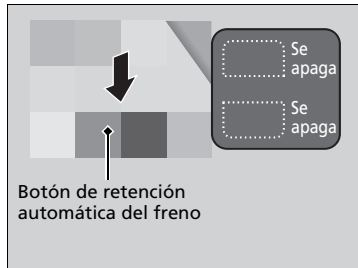 Se
apaga
Se
apaga
Botón de retención
automática del freno